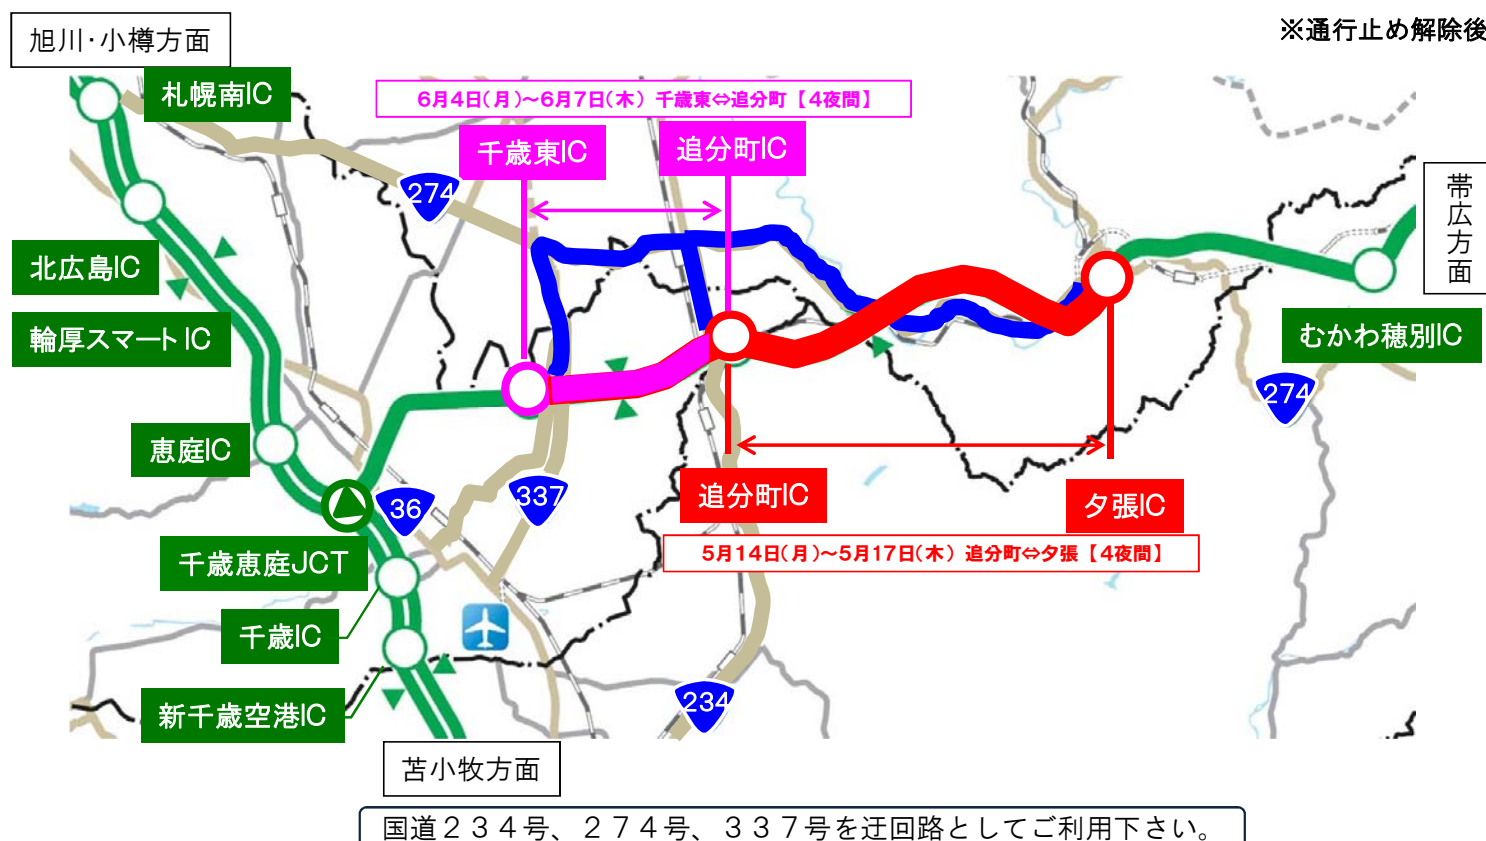 旭川・小樽方面
※通行止め解除後
札幌南IC
6月4日(月)～6月7日(木) 千歳東⇔追分町【4夜間】
千歳東IC
追分町IC
274
帯広方面
北広島IC
輪厚スマートIC
むかわ穂別IC
274
恵庭IC
36
337
追分町IC
夕張IC
5月14日(月)～5月17日(木) 追分町⇔夕張【4夜間】
千歳恵庭JCT
千歳IC
234
新千歳空港IC
苫小牧方面
国道２３４号、２７４号、３３７号を迂回路としてご利用下さい。